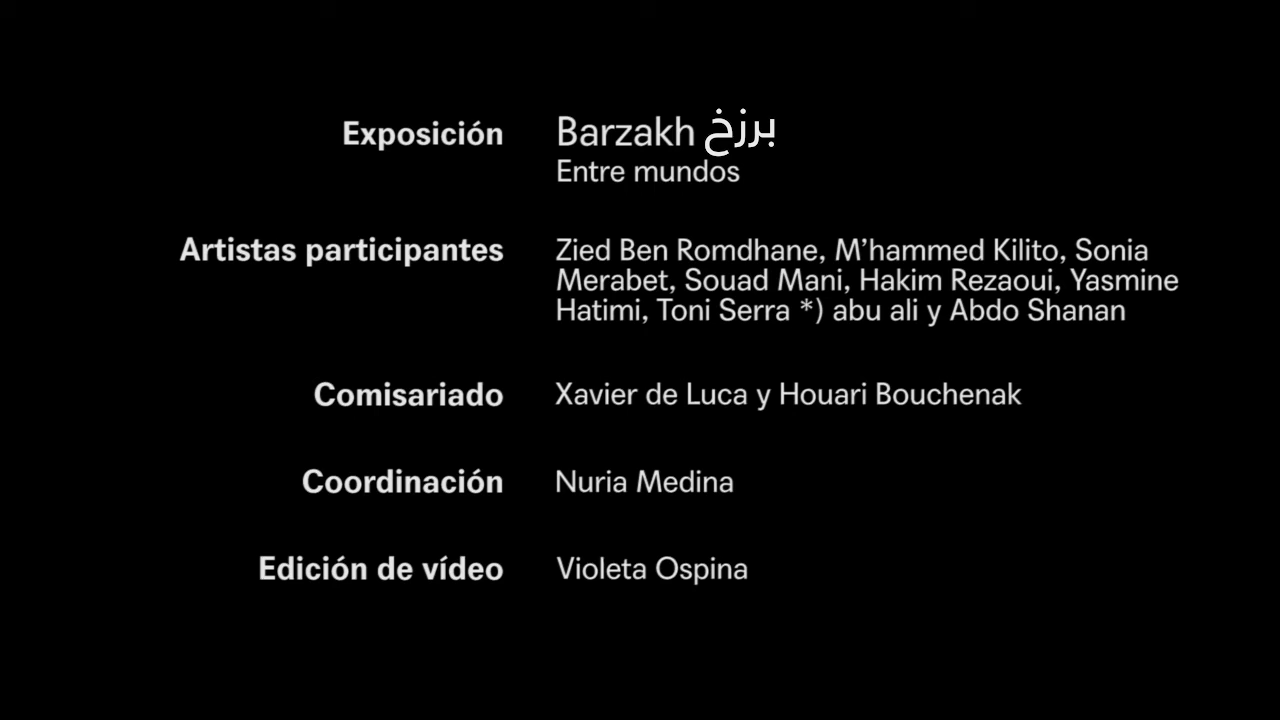 Exposición Barzakh برزخ
Entre mundos
Artistas participantes Zied Ben Romdhane, M’hammed Kilito, Sonia
Merabet, Souad Mani, Hakim Rezaoui, Yasmine
Hatimi, Toni Serra *) abu ali y Abdo Shanan
Comisariado Xavier de Luca y Houari Bouchenak
Coordinación Nuria Medina
Edición de vídeo Violeta Ospina